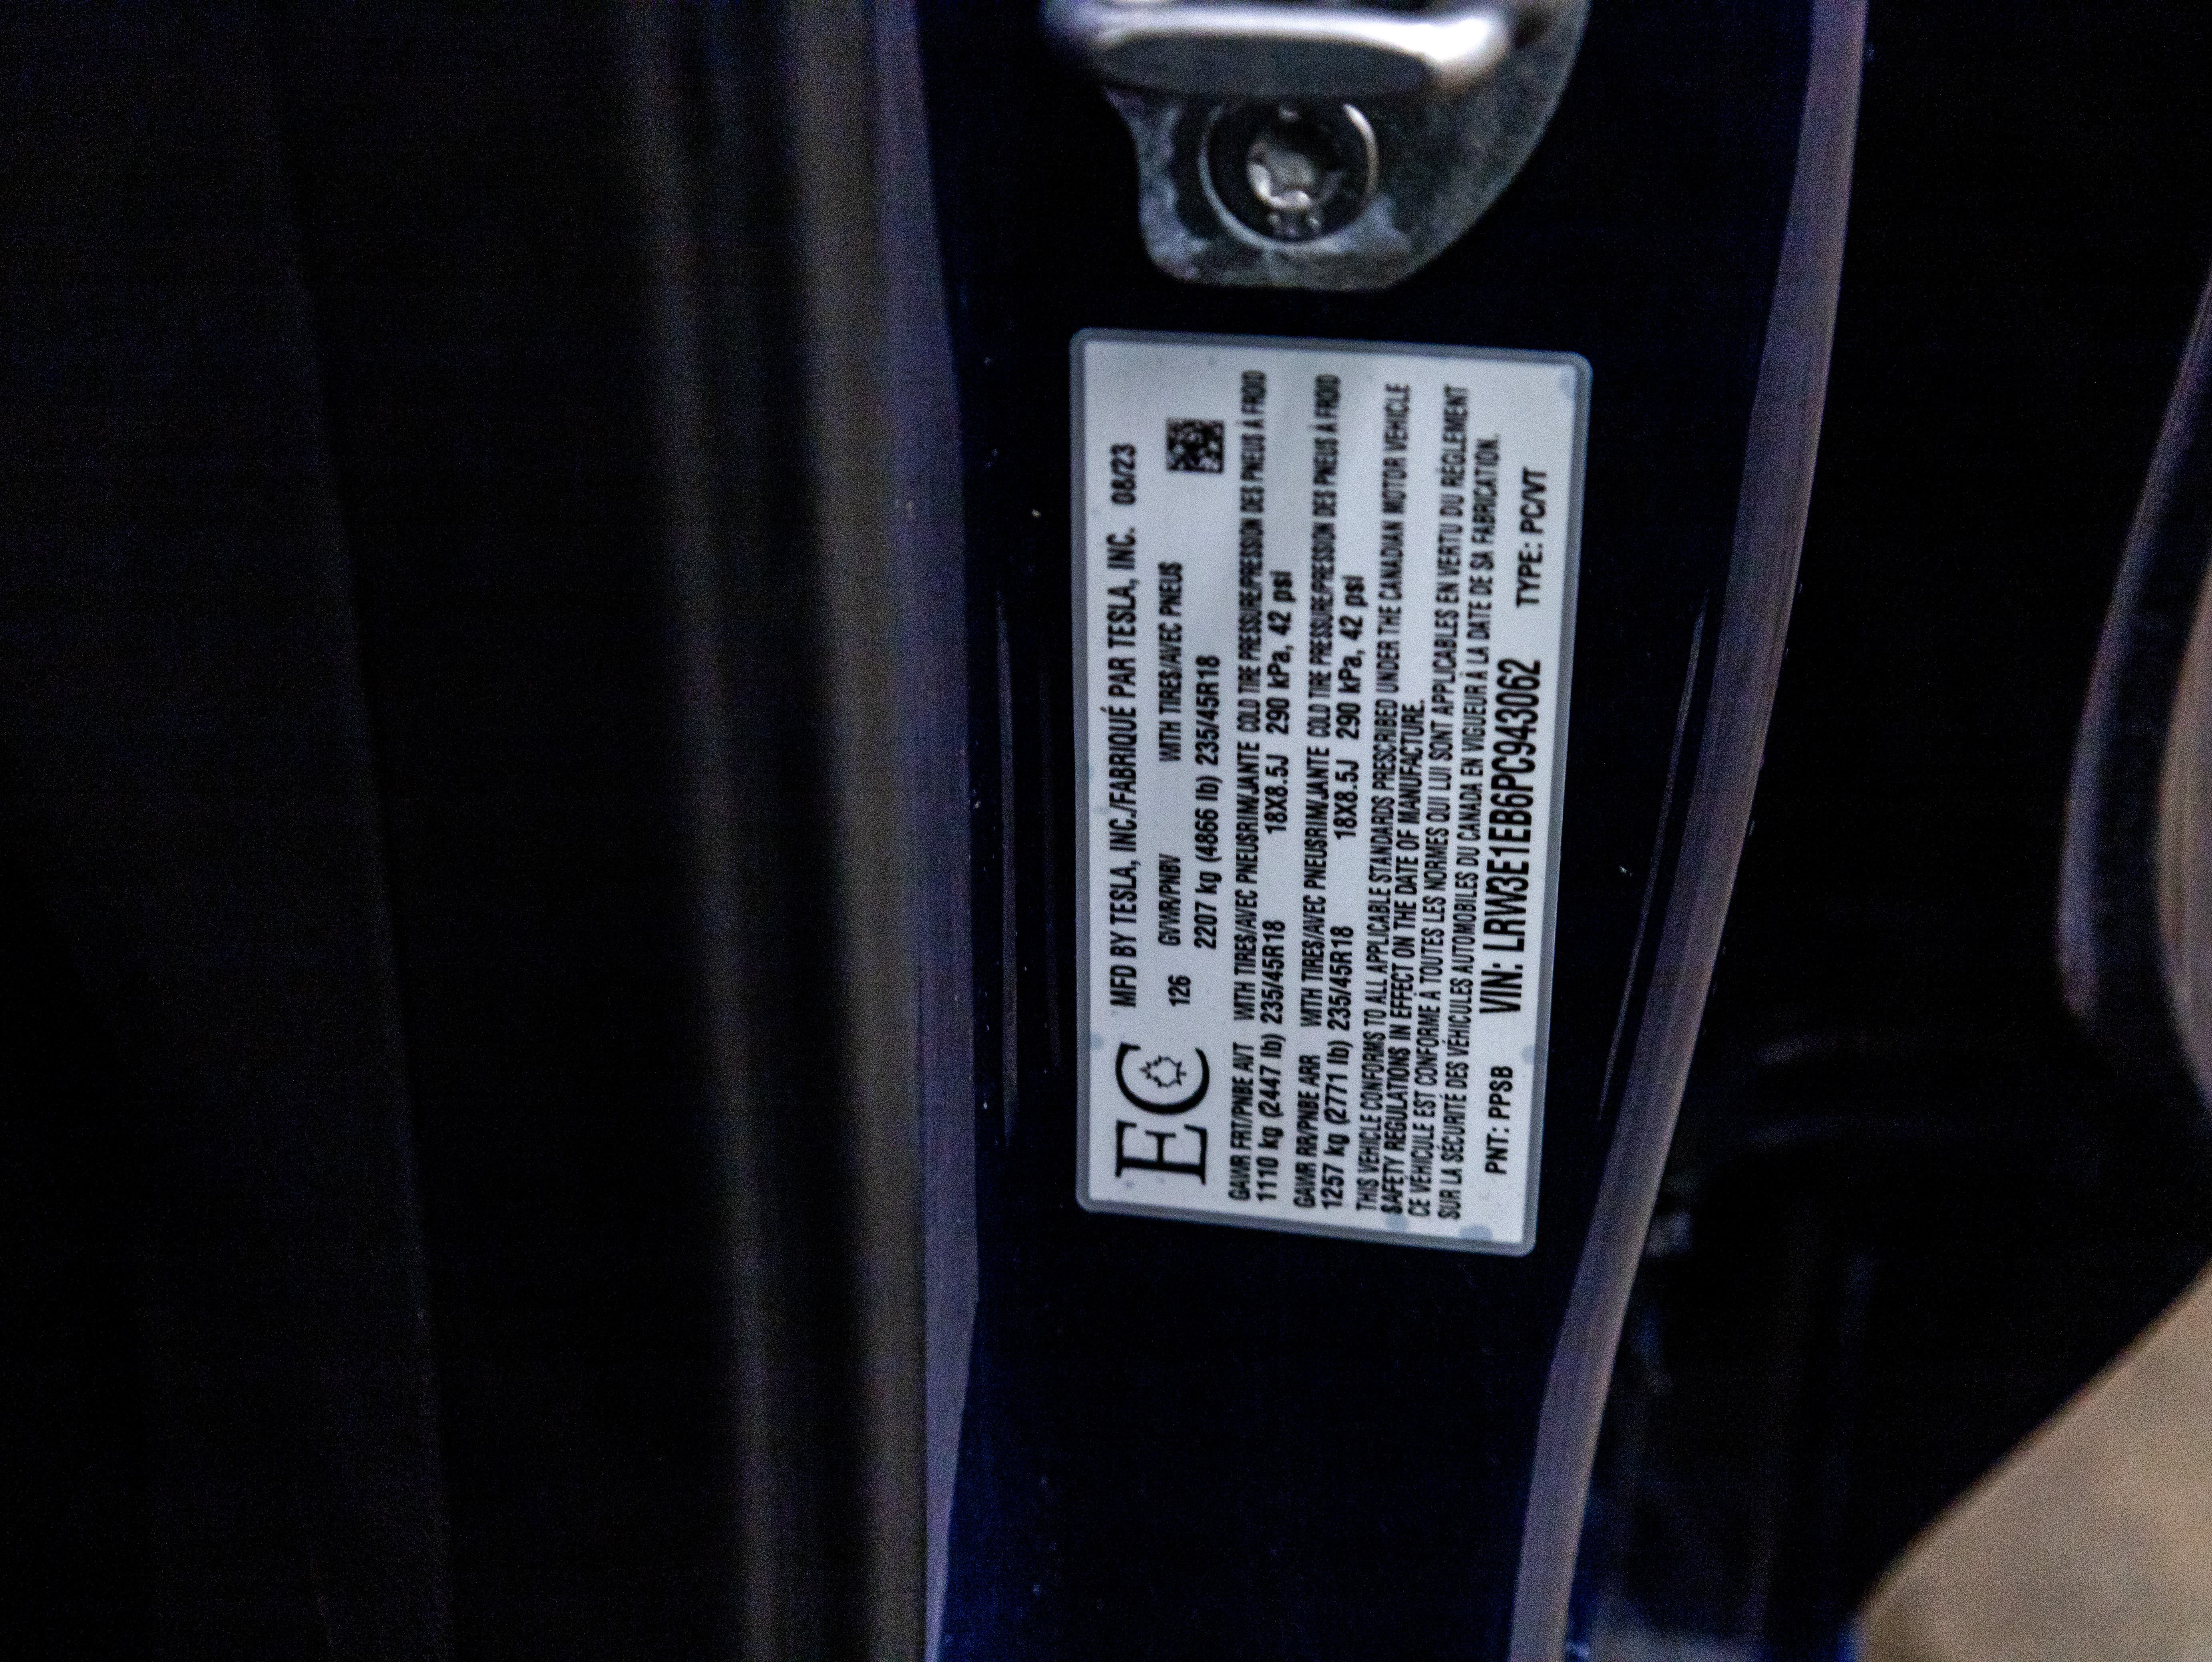 EC MFD BY TESLA, INC./FABRIQUÉ PAR TESLA, INC. 08/23
126 GVWR/PNBV WITH TIRES/AVEC PNEUS
2207 kg (4866 lb) 235/45R18
GAWR FRT/PNBE AVT WITH TIRES/AVEC PNEUS RIM/JANTE COLD TIRE PRESSURE/PRESSION DES PNEUS À FROID
1110 kg (2447 lb) 235/45R18 18X8.5J 290 kPa, 42 psi
GAWR RR/PNBE ARR WITH TIRES/AVEC PNEUS RIM/JANTE COLD TIRE PRESSURE/PRESSION DES PNEUS À FROID
1257 kg (2771 lb) 235/45R18 18X8.5J 290 kPa, 42 psi
THIS VEHICLE CONFORMS TO ALL APPLICABLE STANDARDS PRESCRIBED UNDER THE CANADIAN MOTOR VEHICLE
SAFETY REGULATIONS IN EFFECT ON THE DATE OF MANUFACTURE.
CE VÉHICULE EST CONFORME À TOUTES LES NORMES QUI LUI SONT APPLICABLES EN VERTU DU RÈGLEMENT
SUR LA SÉCURITÉ DES VÉHICULES AUTOMOBILES DU CANADA EN VIGUEUR À LA DATE DE SA FABRICATION.
PNT: PPSB VIN: LRW3E1EB6PC943062 TYPE: PC/VT